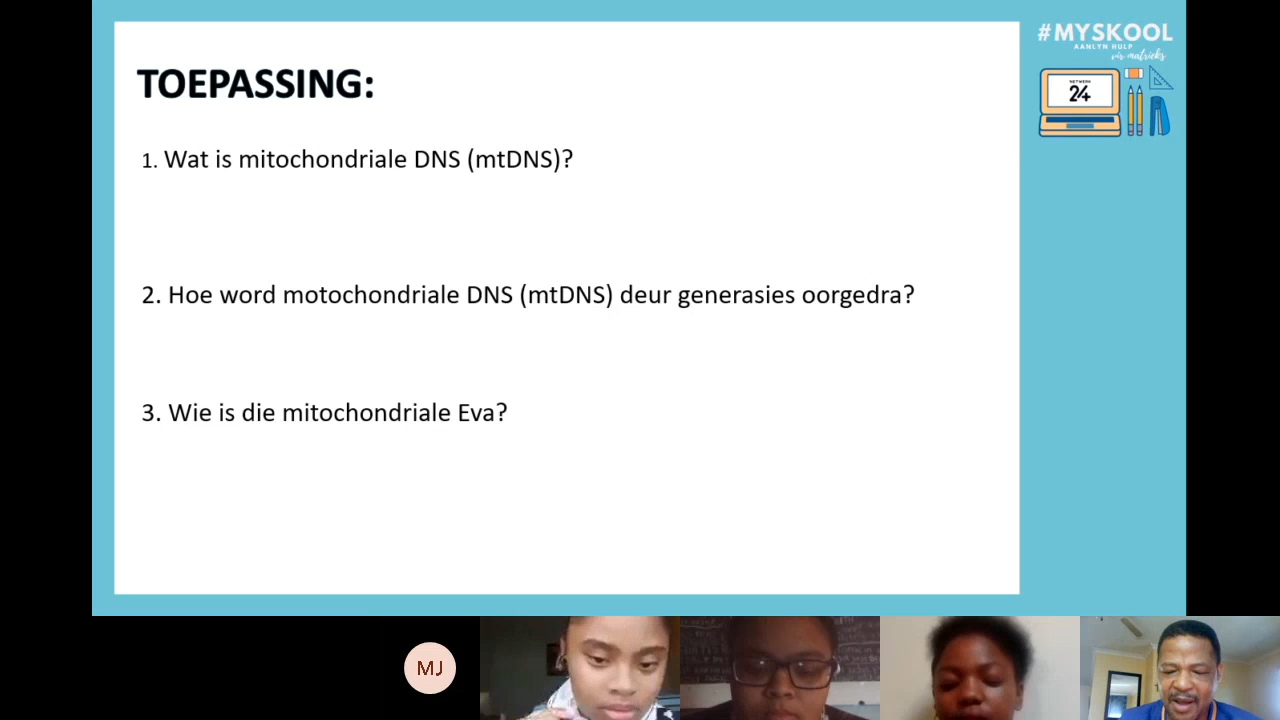 #MYSKOOL
AANLYN HULP
vir matrieks
NETWERK
24
TOEPASSING:
1. Wat is mitochondriale DNS (mtDNS)?
2. Hoe word motochondriale DNS (mtDNS) deur generasies oorgedra?
3. Wie is die mitochondriale Eva?
MJ